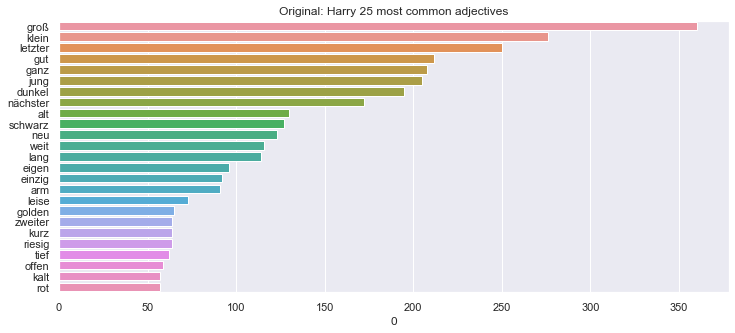 Original: Harry 25 most common adjectives
groß
klein
letzter
gut
ganz
jung
dunkel
nächster
alt
schwarz
neu
weit
lang
eigen
einzig
arm
leise
golden
zweiter
kurz
riesig
tief
offen
kalt
rot
0 50 100 150 200 250 300 350
0